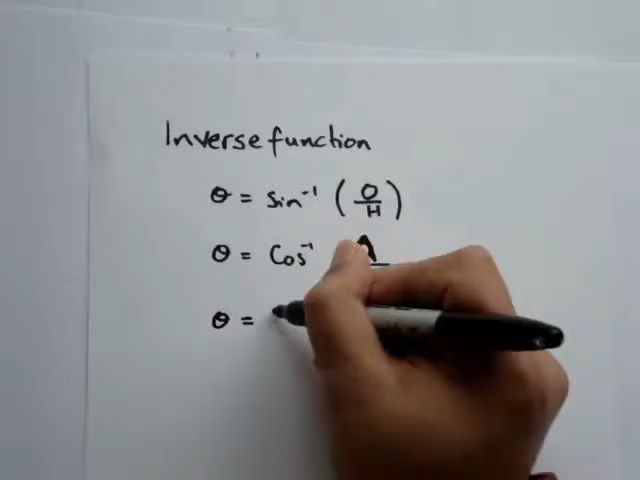 Inverse function
θ = sin⁻¹ (O/H)
θ = Cos⁻¹ A
θ =